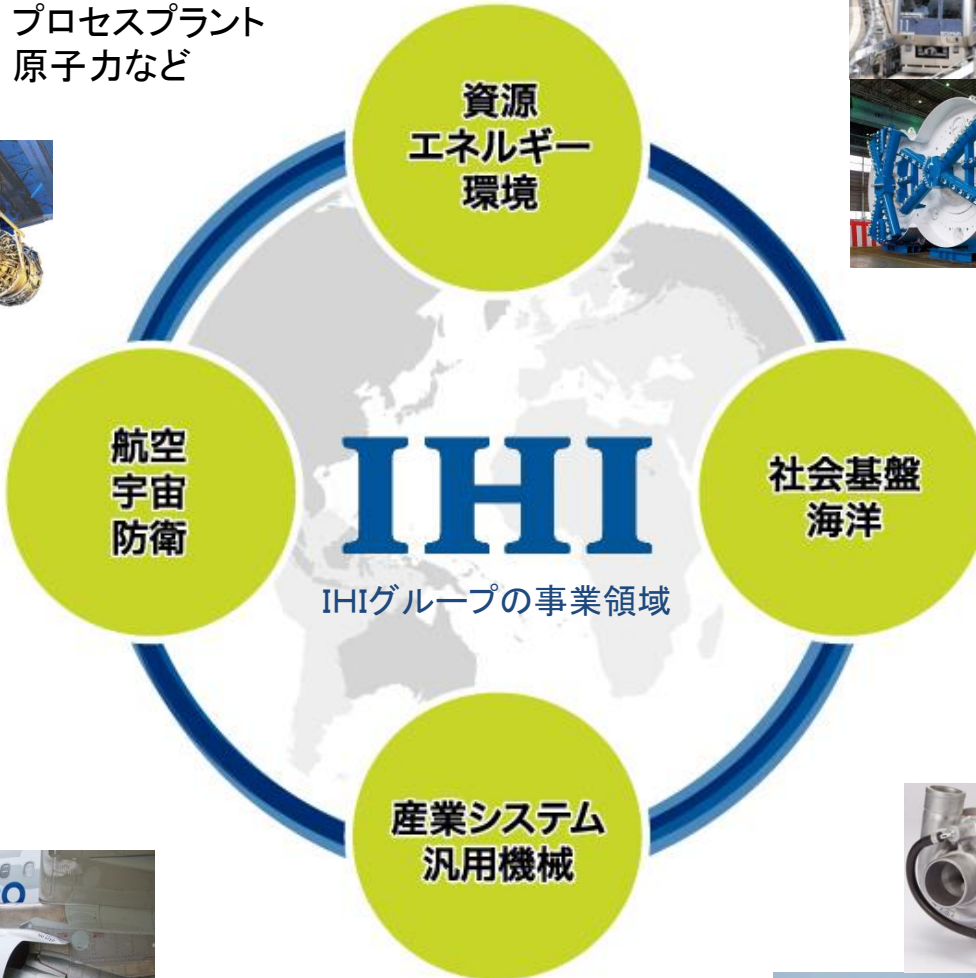 プロセスプラント
原子力など
資源
エネルギー
環境
航空
宇宙
防衛
IHI
IHIグループの事業領域
社会基盤
海洋
産業システム
汎用機械